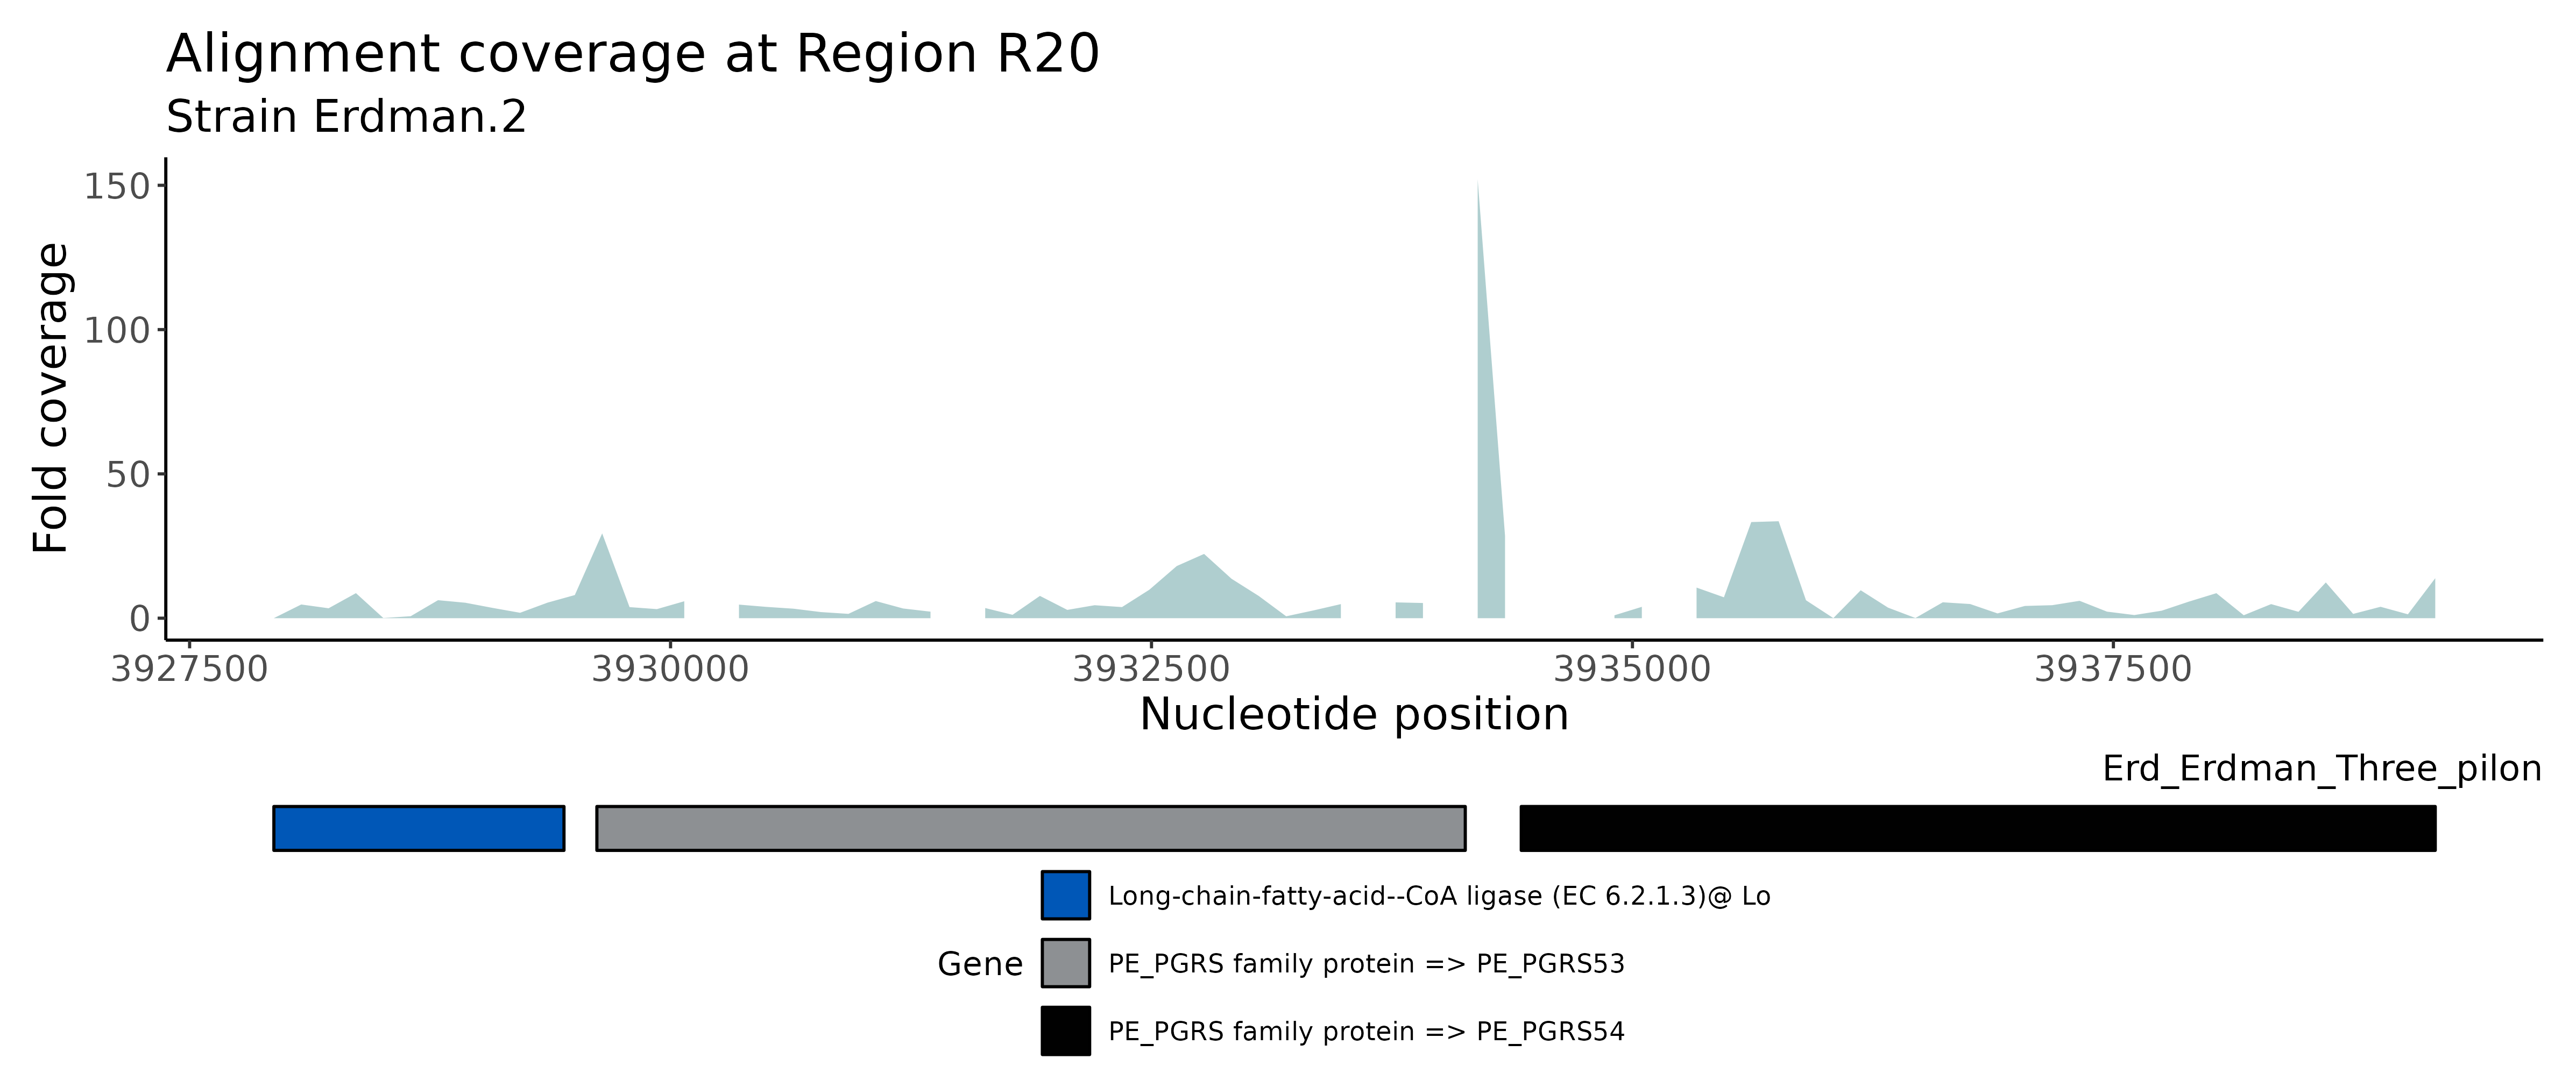 Alignment coverage at Region R20
Strain Erdman.2
Fold coverage
150
100
50
0
3927500 3930000 3932500 3935000 3937500
Nucleotide position
Erd_Erdman_Three_pilon
Gene
Long-chain-fatty-acid--CoA ligase (EC 6.2.1.3)@ Lo
PE_PGRS family protein => PE_PGRS53
PE_PGRS family protein => PE_PGRS54